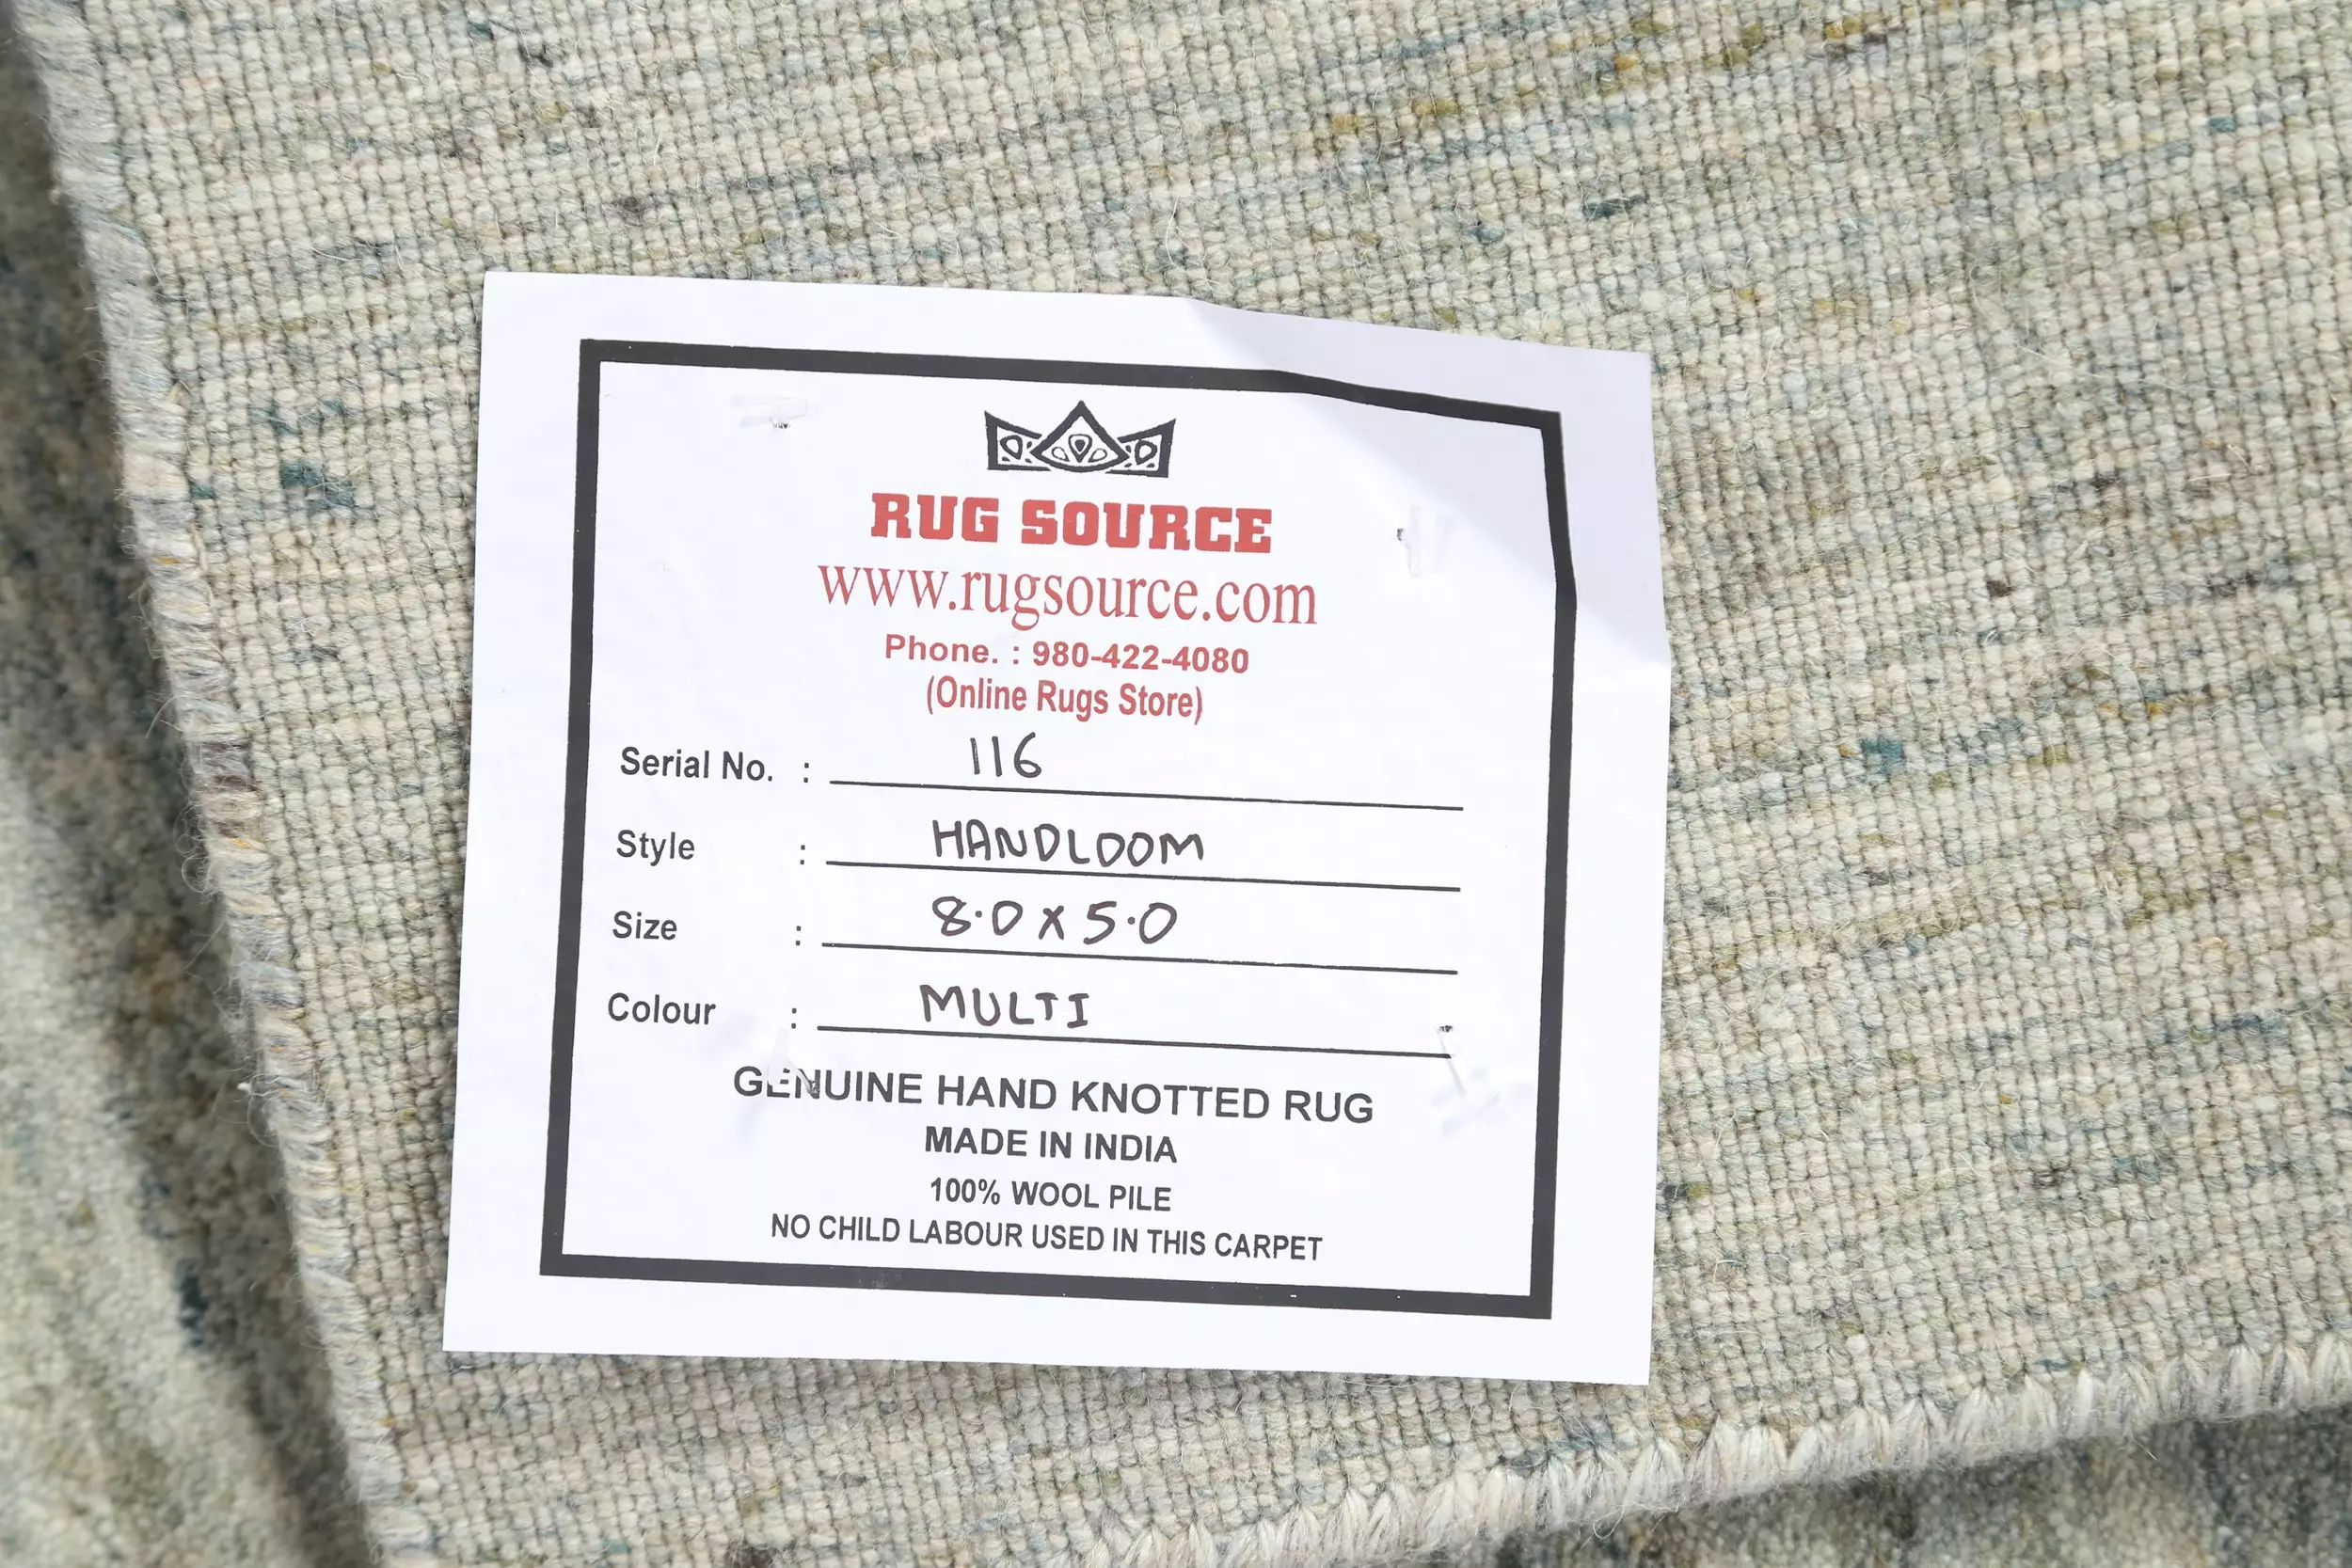 RUG SOURCE
www.rugsource.com
Phone. : 980-422-4080
(Online Rugs Store)
Serial No. : 116
Style : HANDLOOM
Size : 8.0 x 5.0
Colour : MULTI
GENUINE HAND KNOTTED RUG
MADE IN INDIA
100% WOOL PILE
NO CHILD LABOUR USED IN THIS CARPET